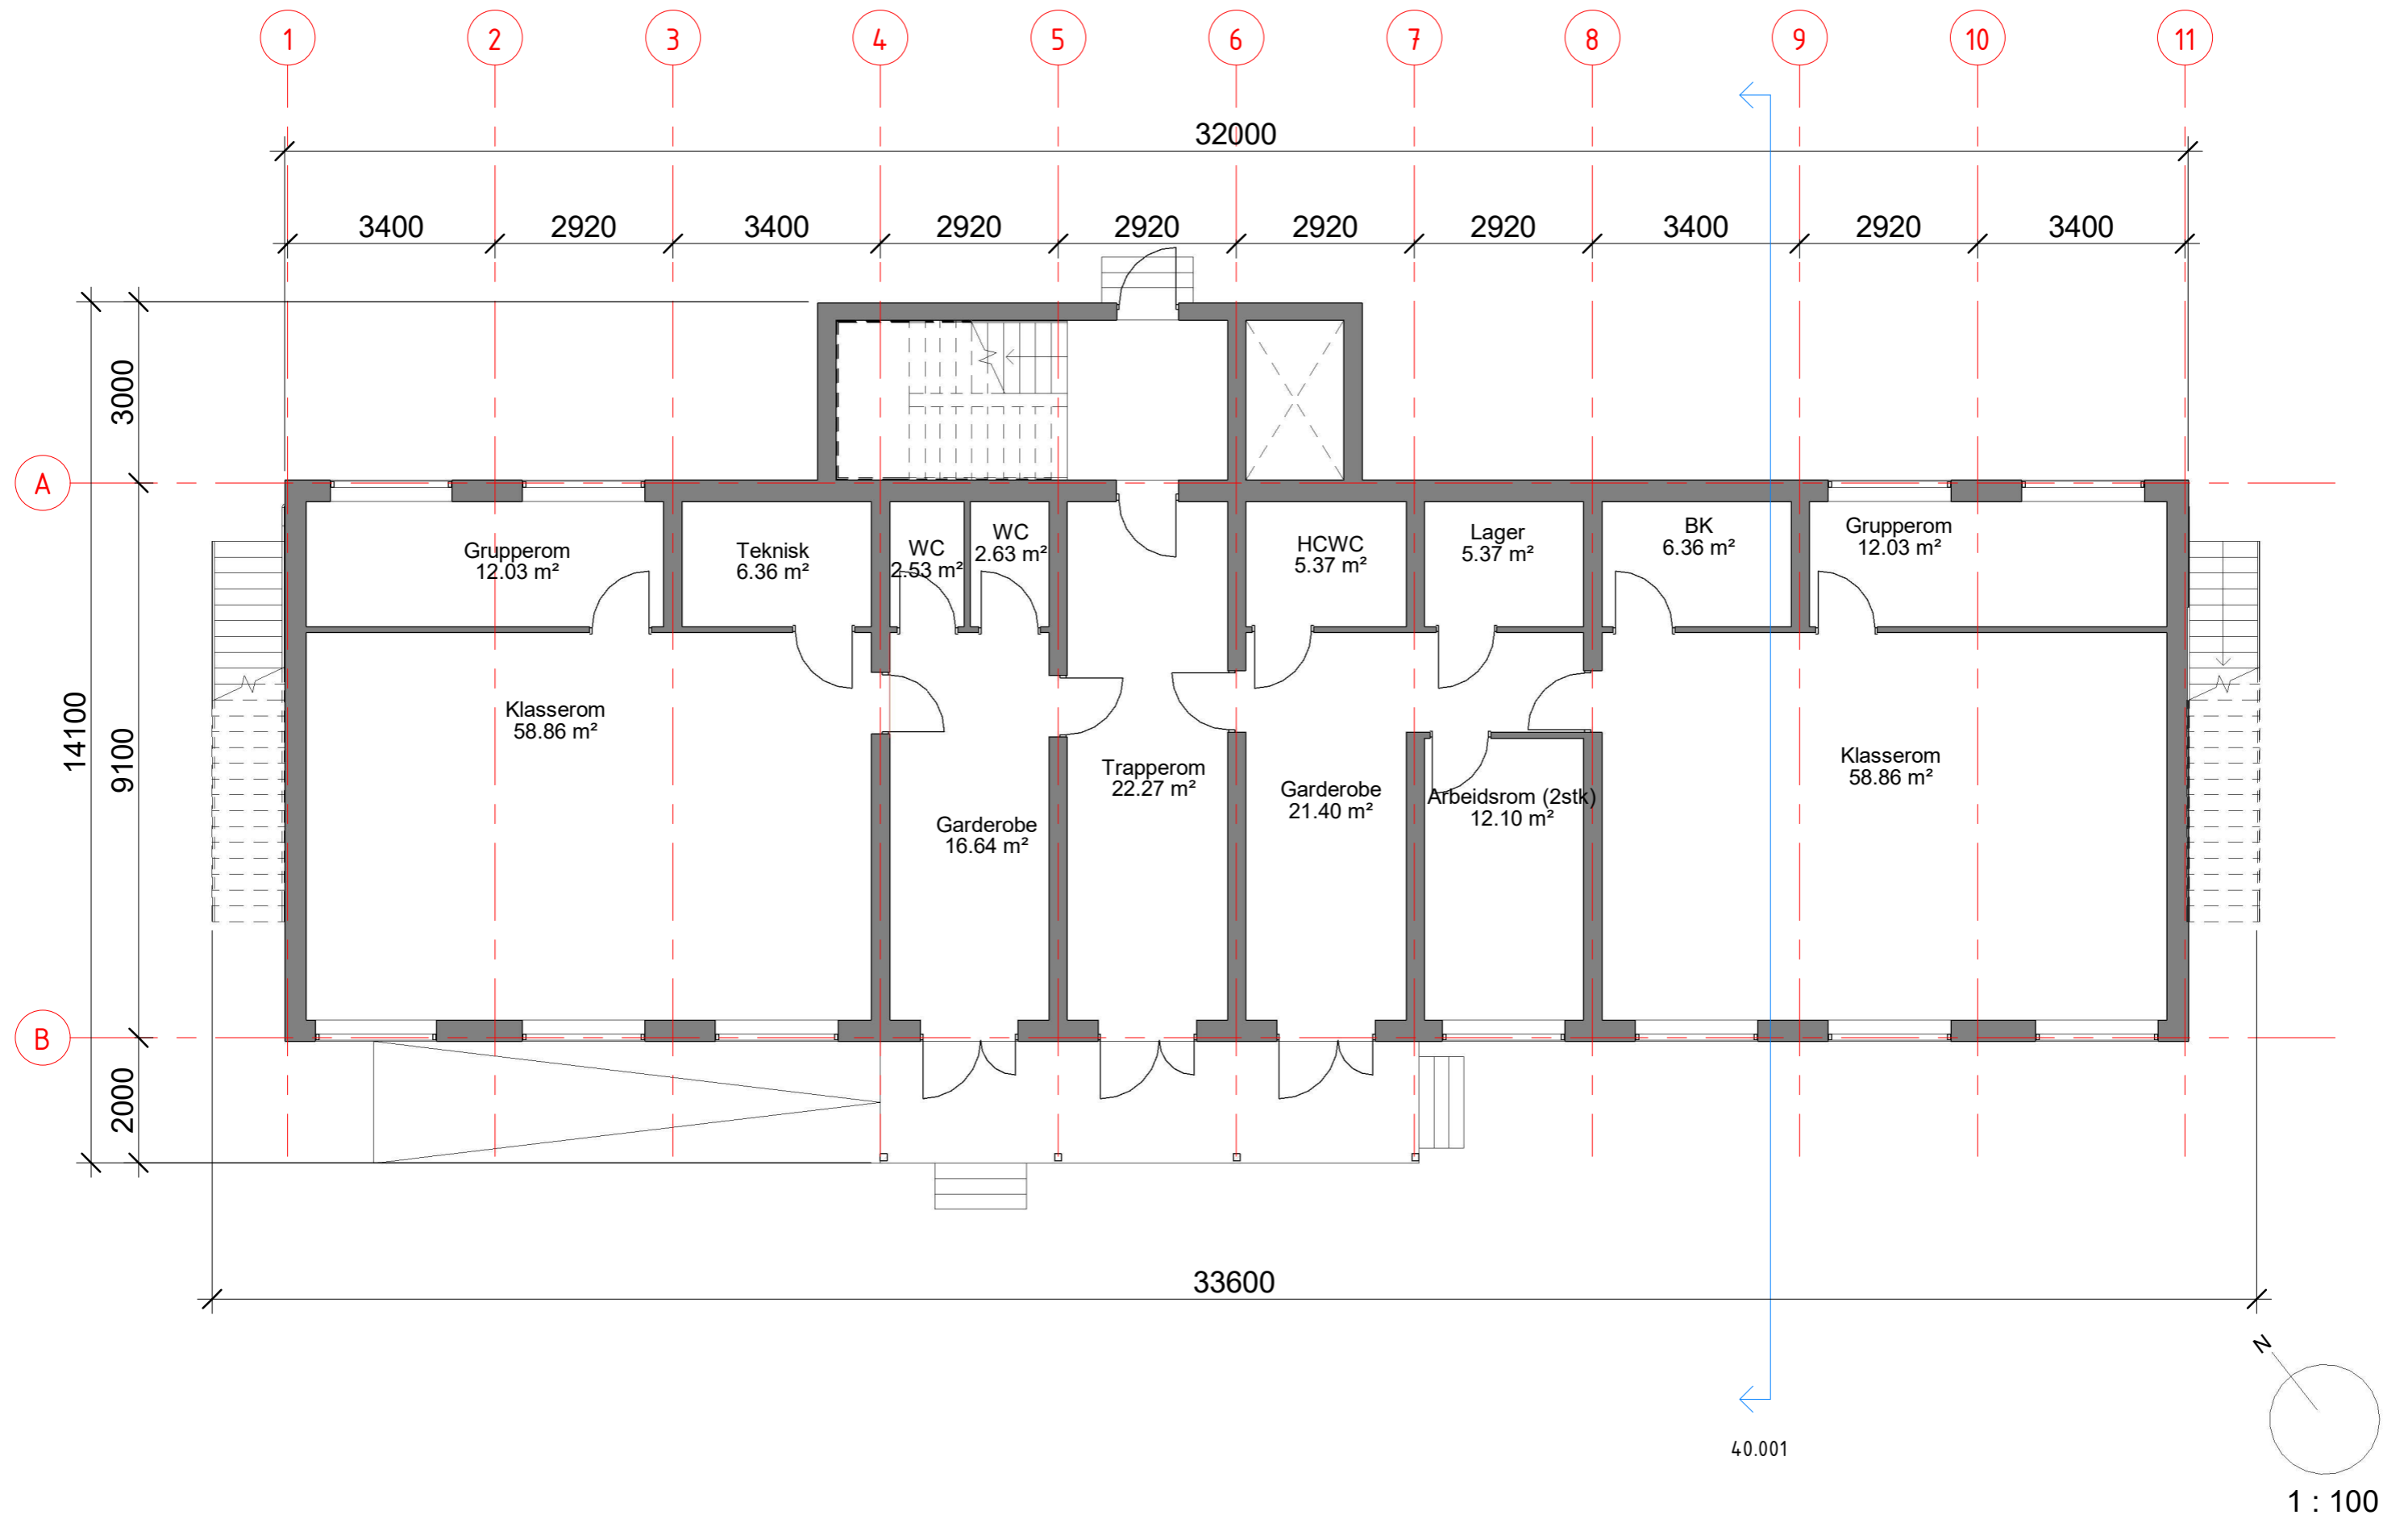 1 2 3 4 5 6 7 8 9 10 11
32000
3400 2920 3400 2920 2920 2920 2920 3400 2920 3400
3000
A
Grupperom
12.03 m²
Teknisk
6.36 m²
WC
2.53 m²
WC
2.63 m²
HCWC
5.37 m²
Lager
5.37 m²
BK
6.36 m²
Grupperom
12.03 m²
14100
9100
Klasserom
58.86 m²
Garderobe
16.64 m²
Trapperom
22.27 m²
Garderobe
21.40 m²
Arbeidsrom (2stk)
12.10 m²
Klasserom
58.86 m²
B
2000
33600
N
40.001
1 : 100